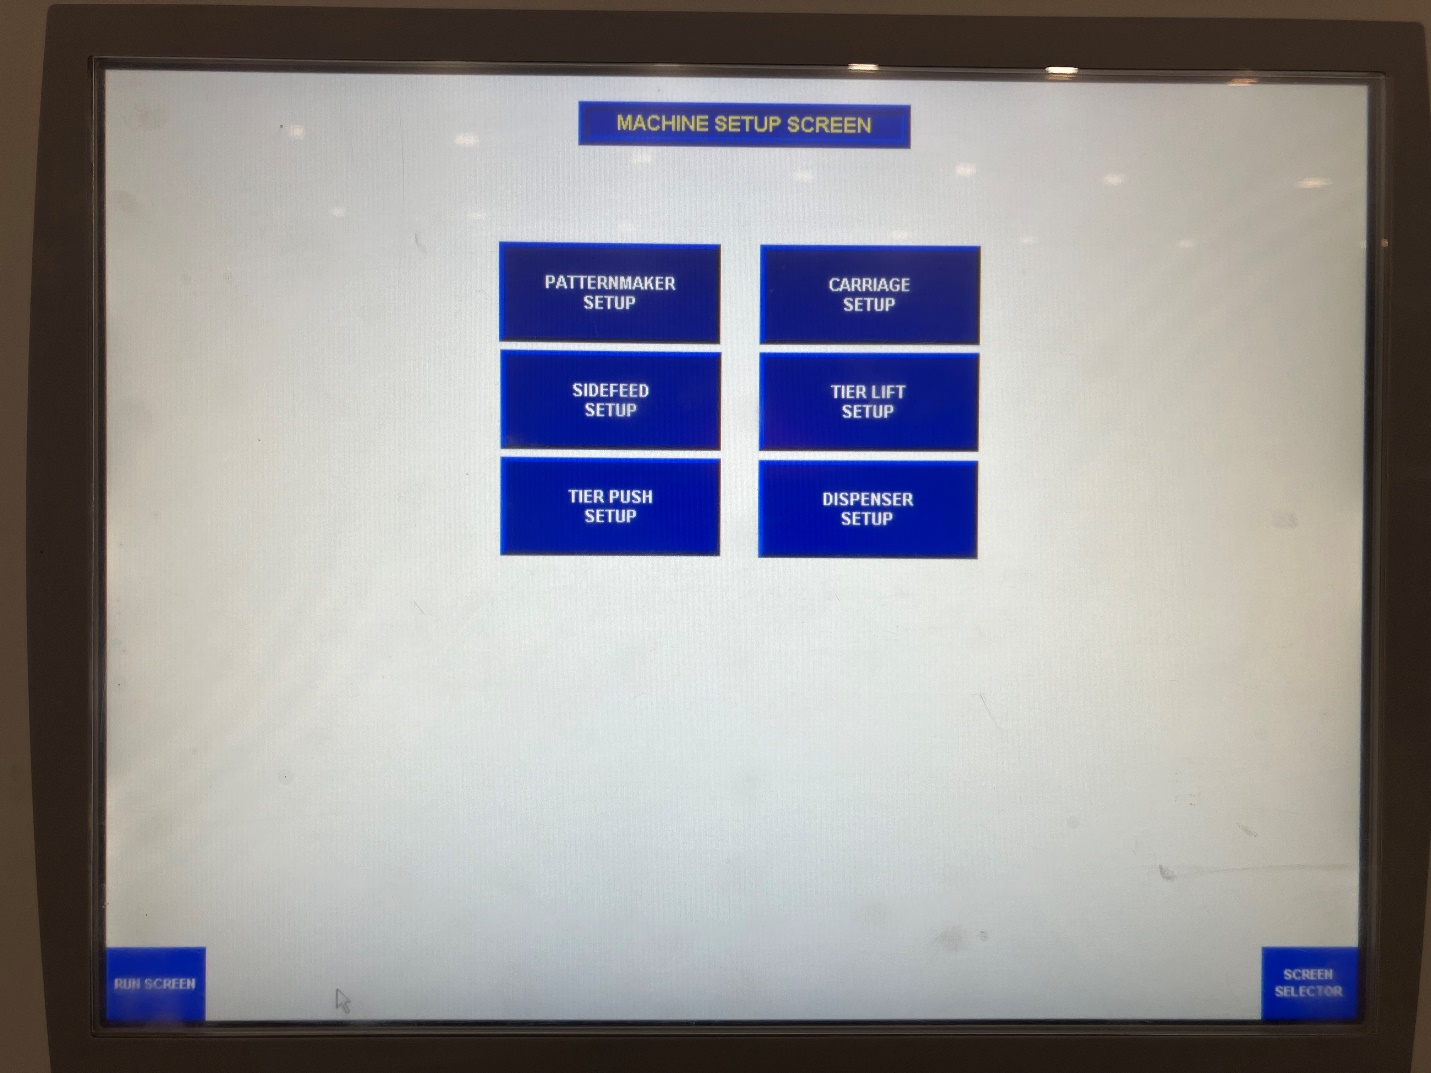 MACHINE SETUP SCREEN
PATTERNMAKER
SETUP
CARRIAGE
SETUP
SIDEFEED
SETUP
TIER LIFT
SETUP
TIER PUSH
SETUP
DISPENSER
SETUP
RUN SCREEN
SCREEN
SELECTOR